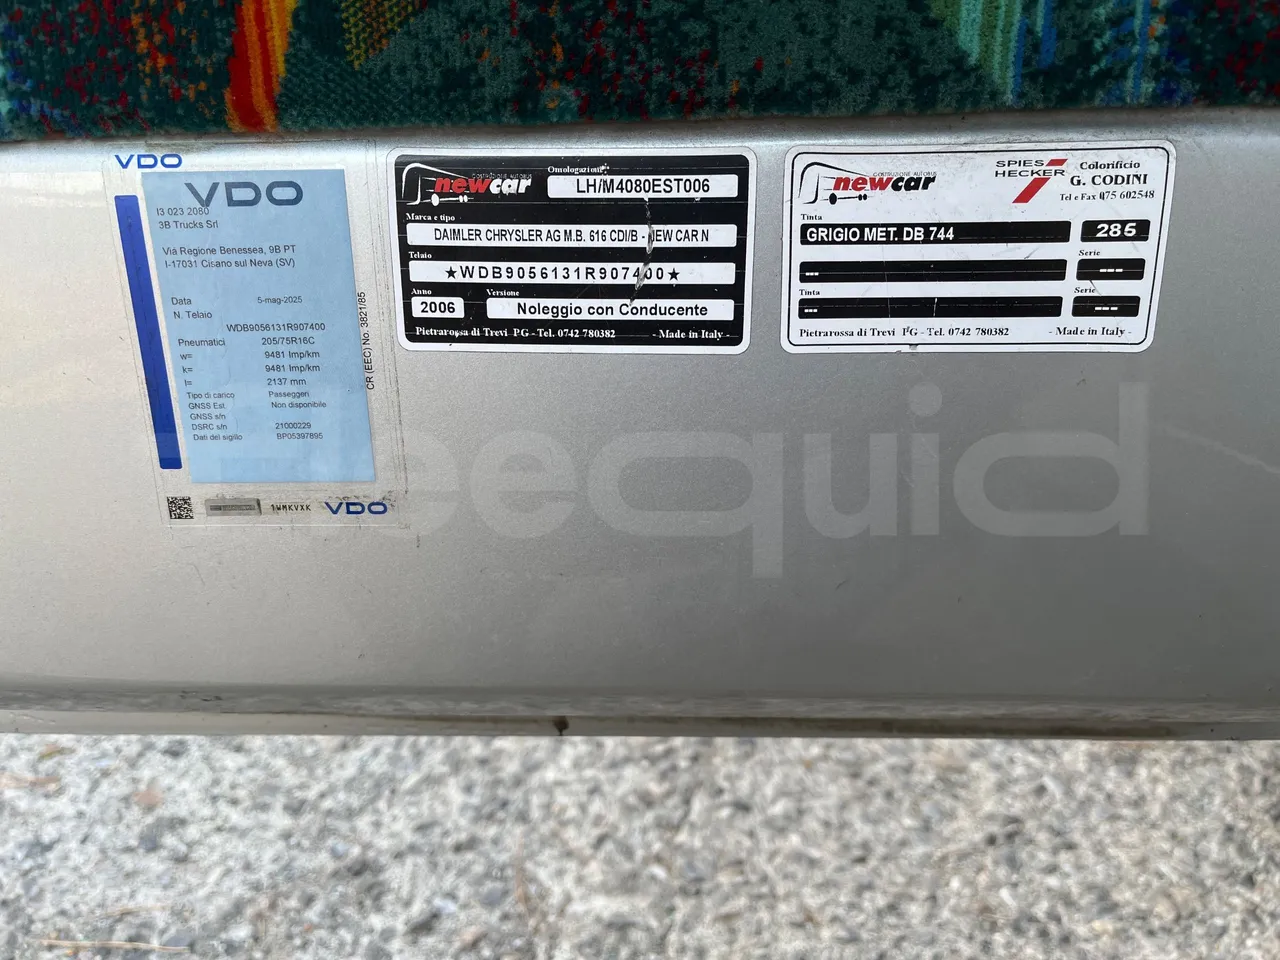 VDO
VDO
I3 023 2080
3B Trucks Srl
Via Regione Benessea, 9B PT
I-17031 Cisano sul Neva (SV)
Data 5-mag-2025
N. Telaio
WDB9056131R907400
Pneumatici 205/75R16C
w= 9481 Imp/km
k= 9481 Imp/km
l= 2137 mm
Tipo di carico Passeggeri
GNSS Est. Non disponibile
GNSS s/n
DSRC s/n 21000229
Dati del sigillo BP05397895
CR (EEC) No. 3821/85
1WMKVXK VDO
COSTRUZIONE AUTOBUS
newcar
Omologazione
LH/M4080EST006
Marca e tipo
DAIMLER CHRYSLER AG M.B. 616 CDI/B - NEW CAR N
Telaio
★WDB9056131R907400★
Anno Versione
2006 Noleggio con Conducente
Pietrarossa di Trevi PG - Tel. 0742 780382 - Made in Italy -
COSTRUZIONE AUTOBUS
newcar
SPIES HECKER
Colorificio
G. CODINI
Tel e Fax 075 602548
Tinta
GRIGIO MET. DB 744 285
Serie
--- ---
Tinta Serie
--- ---
Pietrarossa di Trevi PG - Tel. 0742 780382 - Made in Italy -
beequid